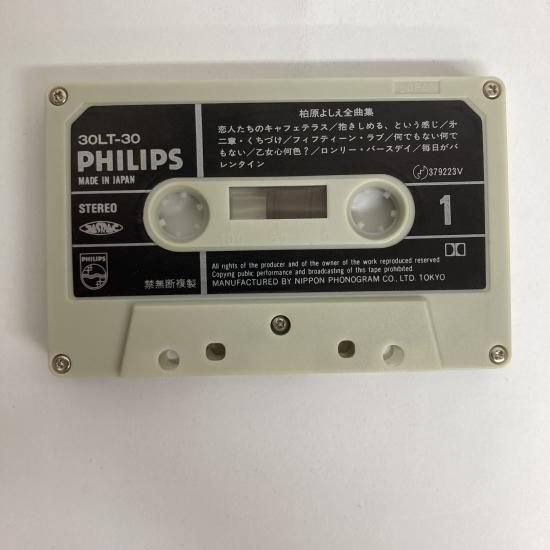 JAPAN
柏原よしえ全曲集
30LT-30
PHILIPS
MADE IN JAPAN
恋人たちのキャフェテラス/抱きしめる、という感じ/第
二章・くちづけ/フィフティーン・ラブ/何でもない何で
もない/乙女心何色?/ロンリー・バースデイ/毎日がバ
レンタイン
379223V
STEREO
JASRAC
1
PHILIPS
禁無断複製
All rights of the producer and of the owner of the work reproduced reserved
Copying public performance and broadcasting of this tape prohibited.
MANUFACTURED BY NIPPON PHONOGRAM CO., LTD. TOKYO